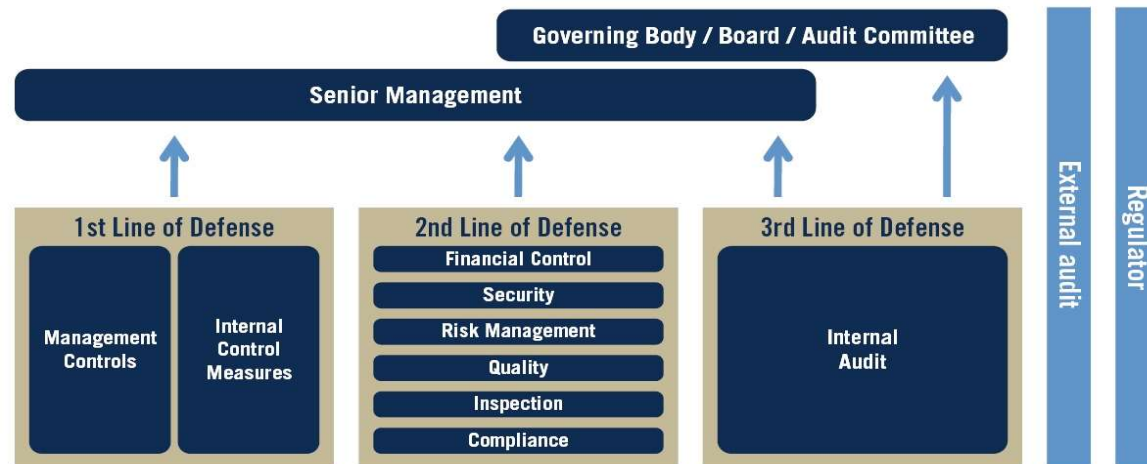 Governing Body / Board / Audit Committee
Senior Management
1st Line of Defense
Management
Controls
Internal
Control
Measures
2nd Line of Defense
Financial Control
Security
Risk Management
Quality
Inspection
Compliance
3rd Line of Defense
Internal
Audit
External audit
Regulator